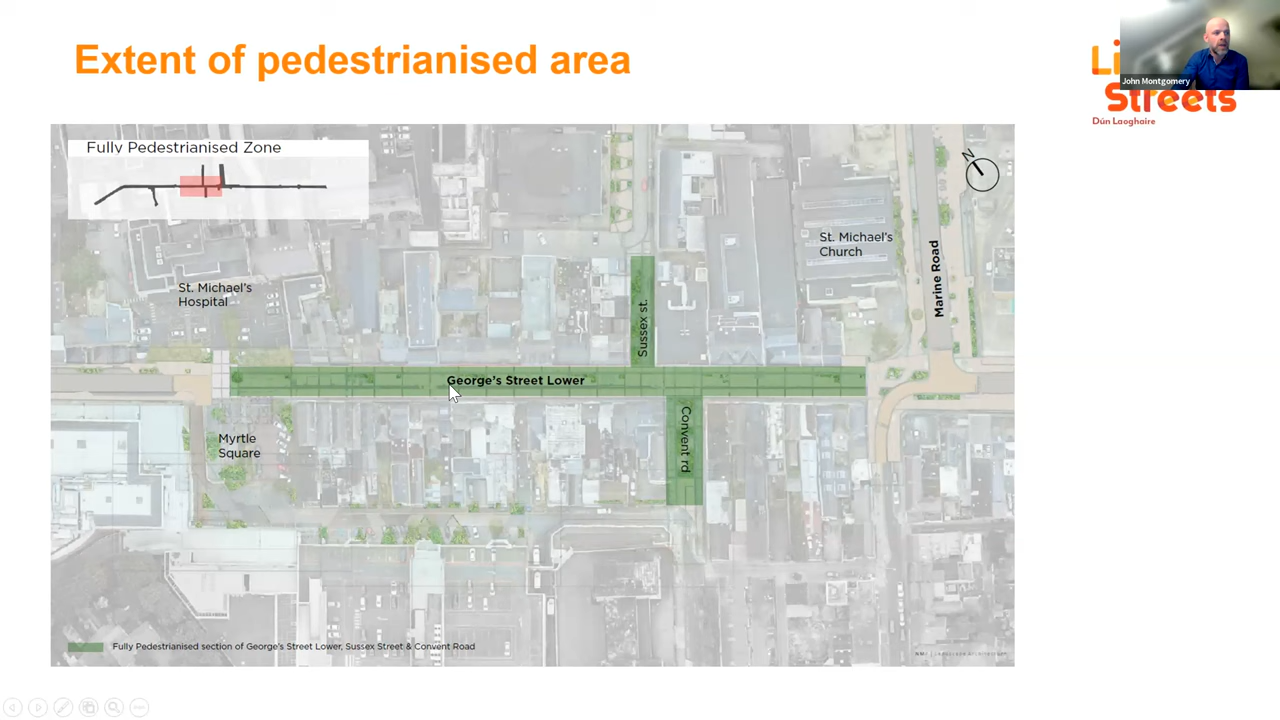 Extent of pedestrianised area
John Montgomery
Li
Streets
Dún Laoghaire
Fully Pedestrianised Zone
N
St. Michael's
Church
Marine Road
St. Michael's
Hospital
Sussex st.
George's Street Lower
Myrtle
Square
Convent rd
Fully Pedestrianised section of George's Street Lower, Sussex Street & Convent Road